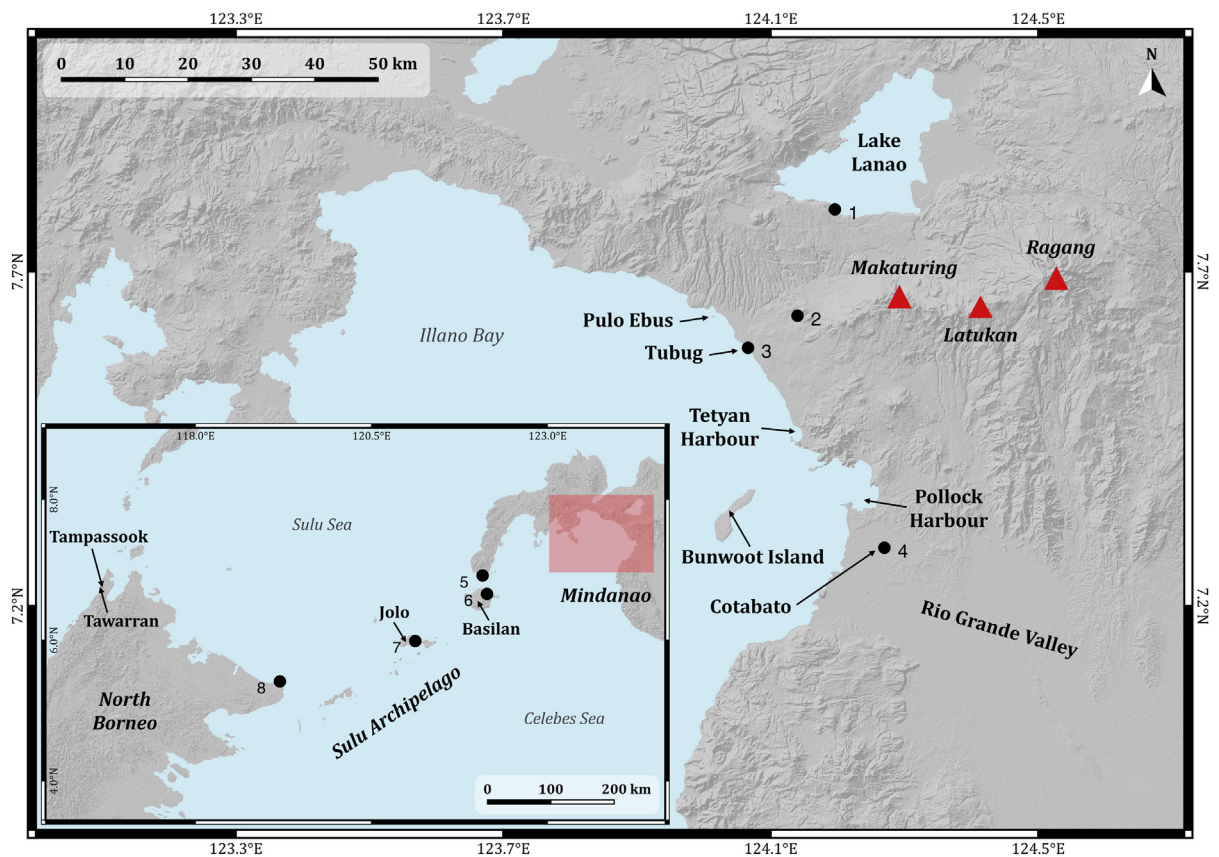 123.3°E 123.7°E 124.1°E 124.5°E
0 10 20 30 40 50 km
N
Lake
Lanao
1
Ragang
Makaturing
7.7°N
7.7°N
Pulo Ebus
2
Illano Bay
Latukan
Tubug
3
Tetyan
Harbour
118.0°E 120.5°E 123.0°E
8.0°N
Pollock
Harbour
Sulu Sea
Tampassook
4
Bunwoot Island
5
Mindanao
6
7.2°N
7.2°N
Cotabato
Jolo
Tawarran
Basilan
Rio Grande Valley
6.0°N
7
8
North
Borneo
Sulu Archipelago
Celebes Sea
4.0°N
0 100 200 km
123.3°E 123.7°E 124.1°E 124.5°E